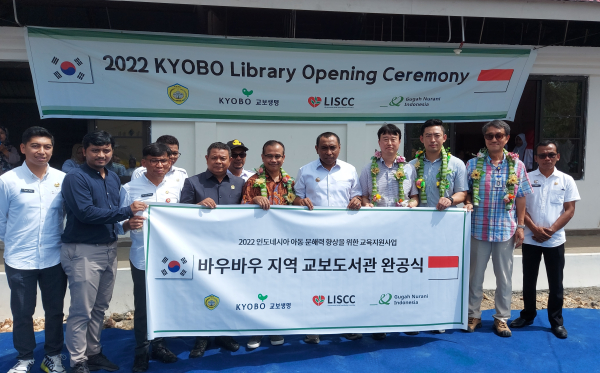 2022 KYOBO Library Opening Ceremony
KYOBO 교보생명 LISCC Gugah Nurani Indonesia
2022 인도네시아 아동 문해력 향상을 위한 교육지원사업
바우바우 지역 교보도서관 완공식
KYOBO 교보생명 LISCC Gugah Nurani Indonesia